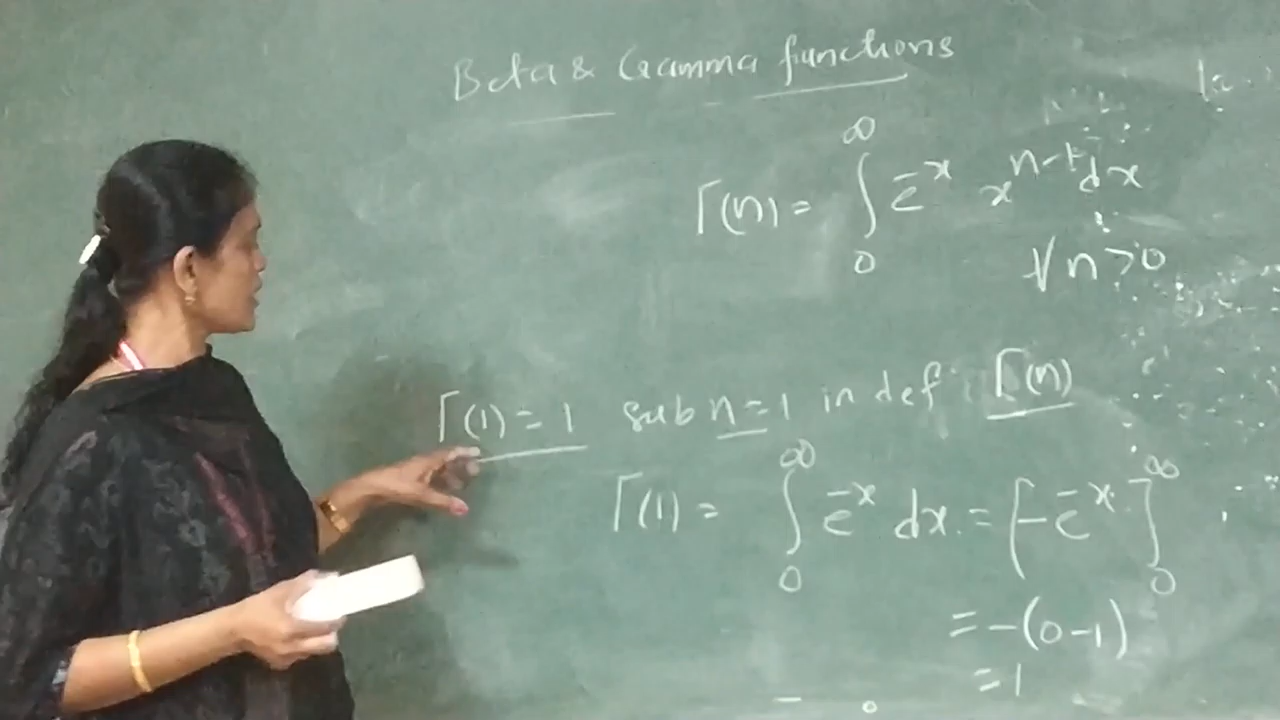 Beta & Gamma functions
Γ(n) = ∫₀^∞ e^-x x^n-1 dx
∀ n > 0
Γ(1) = 1 sub n = 1 in def Γ(n)
Γ(1) = ∫₀^∞ e^-x dx. = [-e^-x]₀^∞
= -(0-1)
= 1